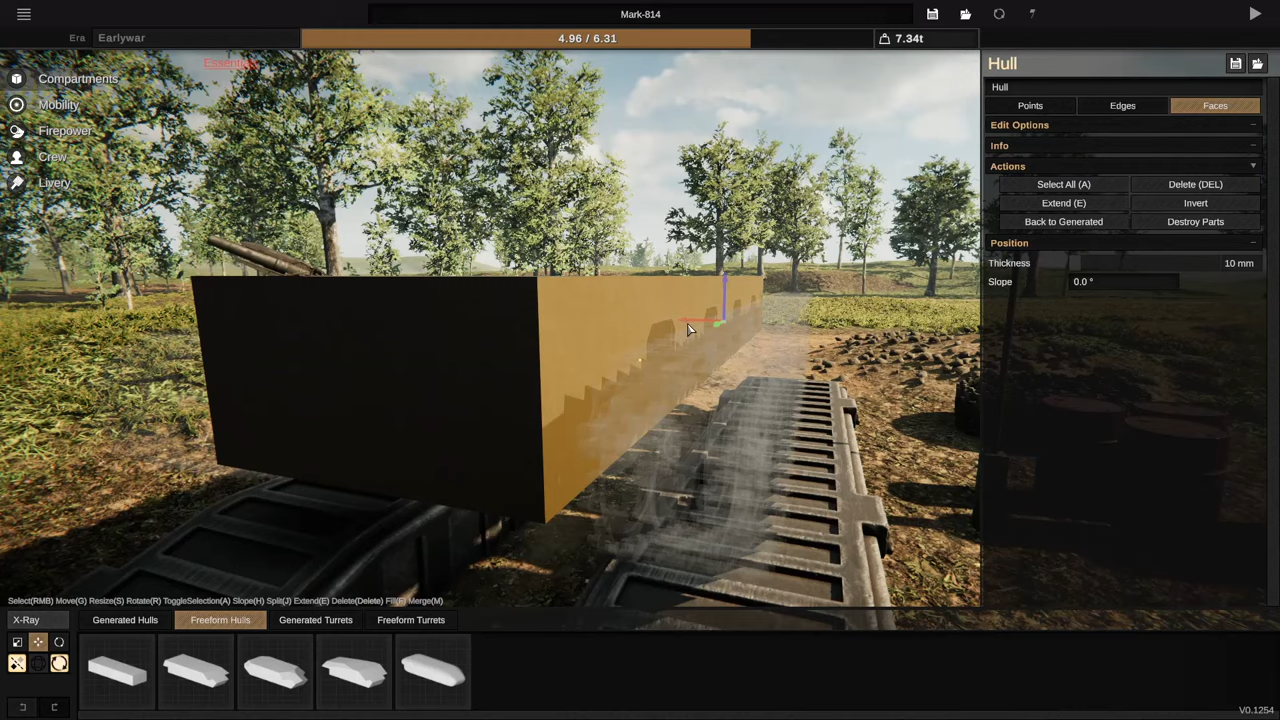 Mark-814
Era Earlywar 4.96 / 6.31 7.34t
Compartments
Mobility
Firepower
Crew
Livery
Hull
Hull
Points Edges Faces
Edit Options
Info
Actions
Select All (A) Delete (DEL)
Extend (E) Invert
Back to Generated Destroy Parts
Position
Thickness 10 mm
Slope 0.0 °
Select(RMB) Move(G) Resize(S) Rotate(R) ToggleSelection(A) Slope(H) Split(J) Extend(E) Delete(Delete) Fill(F) Merge(M)
X-Ray Generated Hulls Freeform Hulls Generated Turrets Freeform Turrets
V0.1254